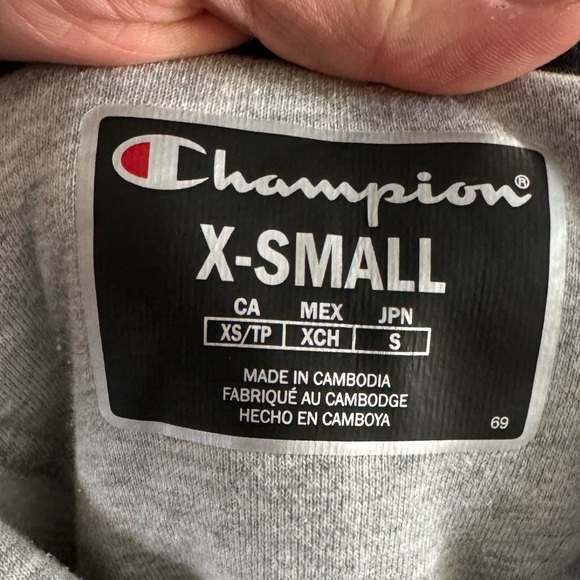 Champion®
X-SMALL
CA MEX JPN
XS/TP XCH S
MADE IN CAMBODIA
FABRIQUÉ AU CAMBODGE
HECHO EN CAMBOYA
69